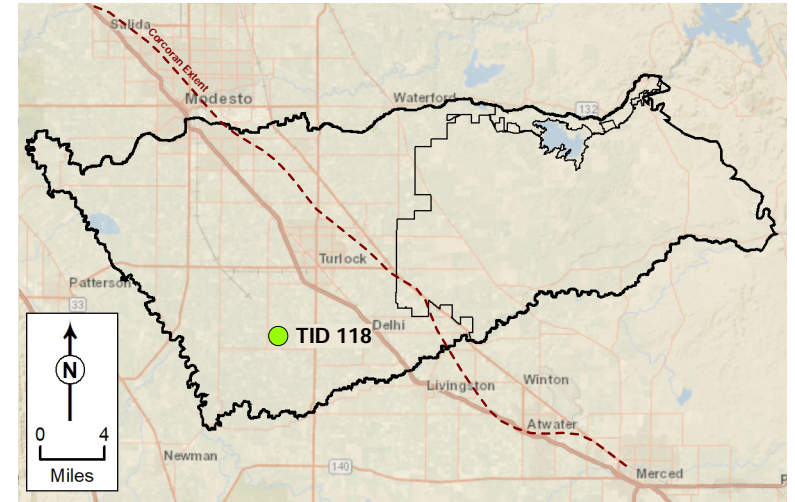 Salida
Corcoran Extent
Modesto
Waterford
132
Turlock
Patterson
33
TID 118
Delhi
N
0 4
Miles
Livingston
Winton
Atwater
Newman
140
Merced
P